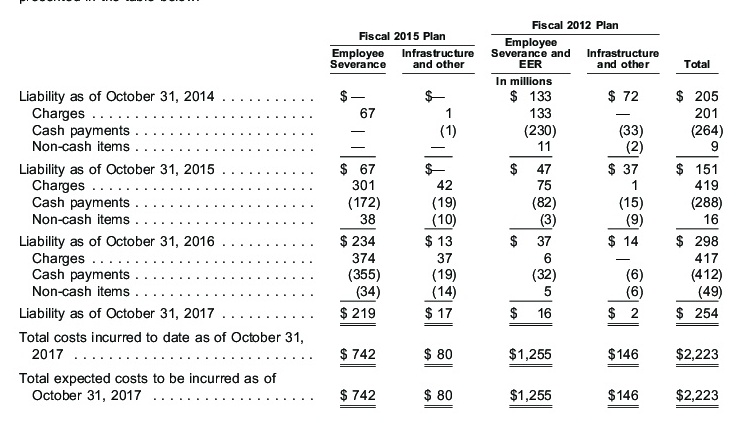 Fiscal 2012 Plan
Fiscal 2015 Plan
Employee
Employee Infrastructure Severance and Infrastructure
Severance and other EER and other Total
In millions
Liability as of October 31, 2014 . . . . . . . . . . . $ — $— $ 133 $ 72 $ 205
Charges . . . . . . . . . . . . . . . . . . . . . . . . . . 67 1 133 — 201
Cash payments . . . . . . . . . . . . . . . . . . . . . — (1) (230) (33) (264)
Non-cash items . . . . . . . . . . . . . . . . . . . . . — — 11 (2) 9
Liability as of October 31, 2015 . . . . . . . . . . . $ 67 $— $ 47 $ 37 $ 151
Charges . . . . . . . . . . . . . . . . . . . . . . . . . . 301 42 75 1 419
Cash payments . . . . . . . . . . . . . . . . . . . . . (172) (19) (82) (15) (288)
Non-cash items . . . . . . . . . . . . . . . . . . . . . 38 (10) (3) (9) 16
Liability as of October 31, 2016 . . . . . . . . . . . $ 234 $ 13 $ 37 $ 14 $ 298
Charges . . . . . . . . . . . . . . . . . . . . . . . . . . 374 37 6 — 417
Cash payments . . . . . . . . . . . . . . . . . . . . . (355) (19) (32) (6) (412)
Non-cash items . . . . . . . . . . . . . . . . . . . . . (34) (14) 5 (6) (49)
Liability as of October 31, 2017 . . . . . . . . . . . $ 219 $ 17 $ 16 $ 2 $ 254
Total costs incurred to date as of October 31,
2017 . . . . . . . . . . . . . . . . . . . . . . . . . . . . $ 742 $ 80 $1,255 $146 $2,223
Total expected costs to be incurred as of
October 31, 2017 . . . . . . . . . . . . . . . . . . . $ 742 $ 80 $1,255 $146 $2,223